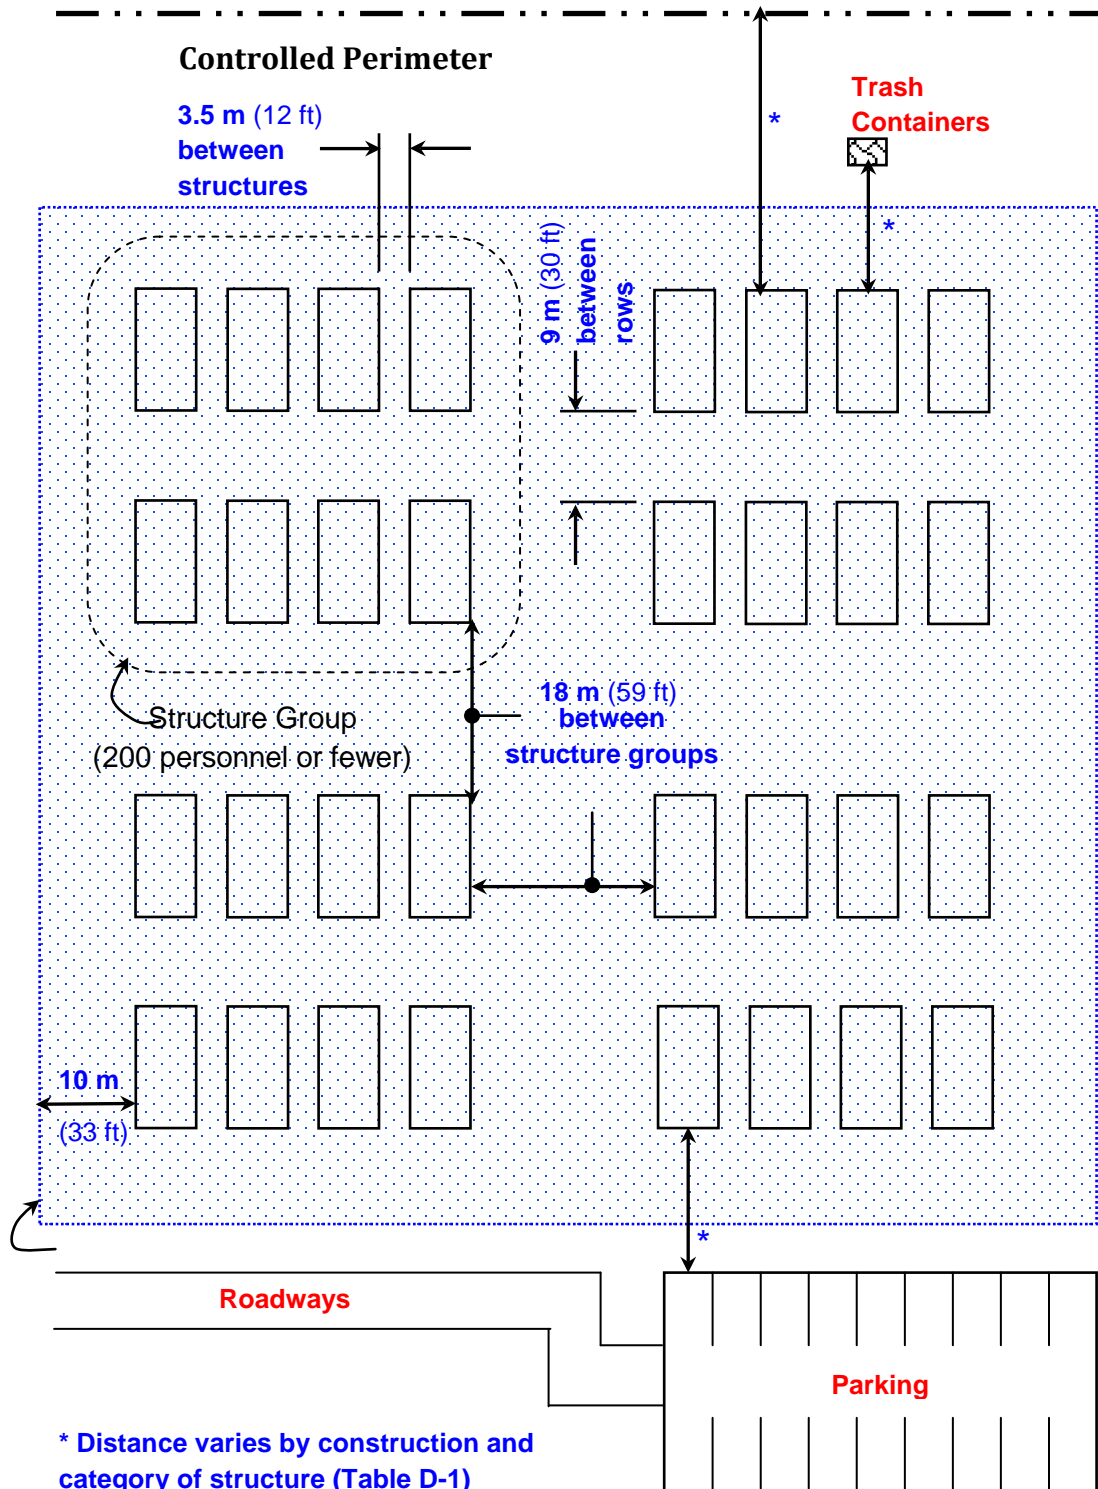 Controlled Perimeter
3.5 m (12 ft)
between
structures
*
Trash
Containers
*
9 m (30 ft)
between
rows
Structure Group
(200 personnel or fewer)
18 m (59 ft)
between
structure groups
10 m
(33 ft)
*
Roadways
Parking
* Distance varies by construction and
category of structure (Table D-1)